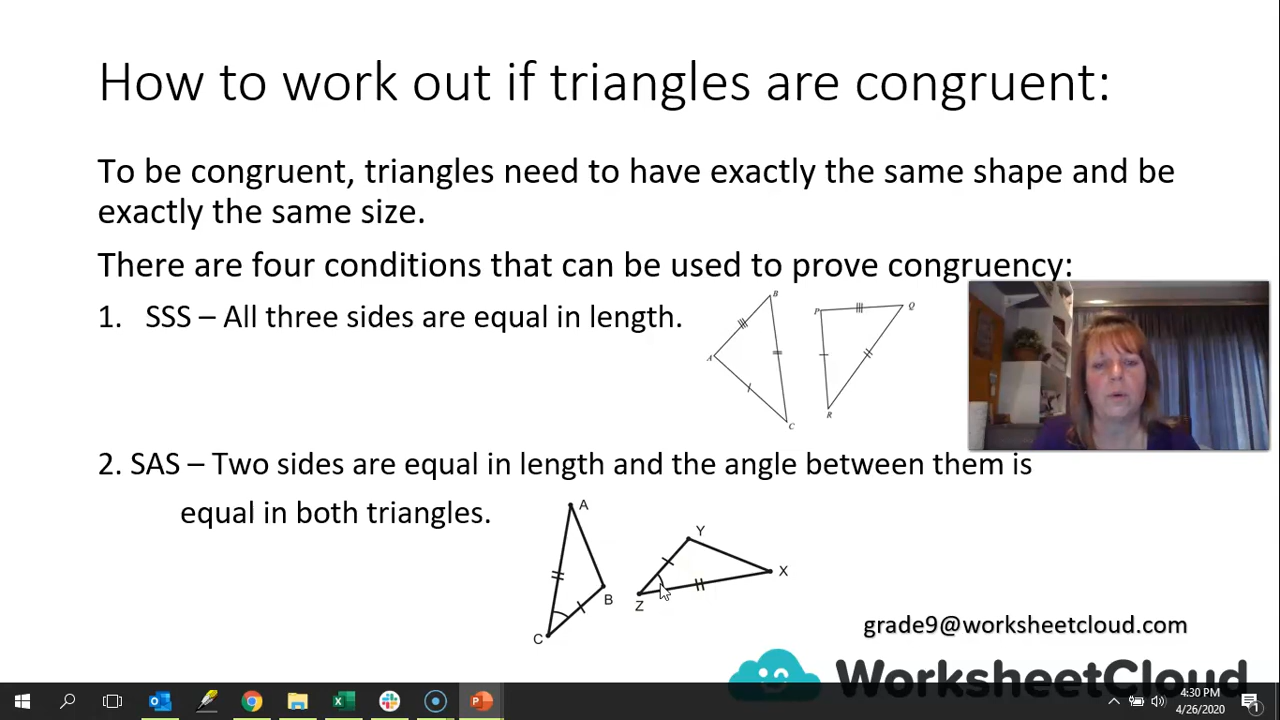 How to work out if triangles are congruent:
To be congruent, triangles need to have exactly the same shape and be
exactly the same size.
There are four conditions that can be used to prove congruency:
1. SSS – All three sides are equal in length.
B
A
C
P
Q
R
2. SAS – Two sides are equal in length and the angle between them is
equal in both triangles.
A
B
C
Y
X
Z
grade9@worksheetcloud.com
WorksheetCloud
4:30 PM
4/26/2020
1